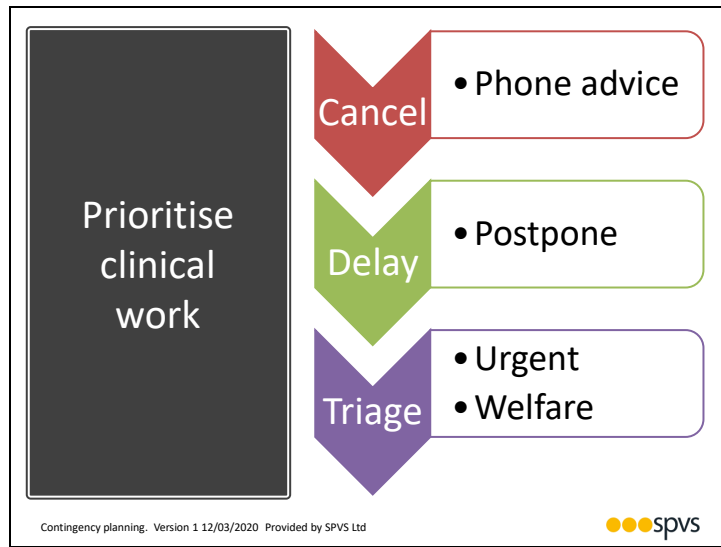 Prioritise
clinical
work
Cancel
• Phone advice
Delay
• Postpone
Triage
• Urgent
• Welfare
Contingency planning. Version 1 12/03/2020 Provided by SPVS Ltd
spvs